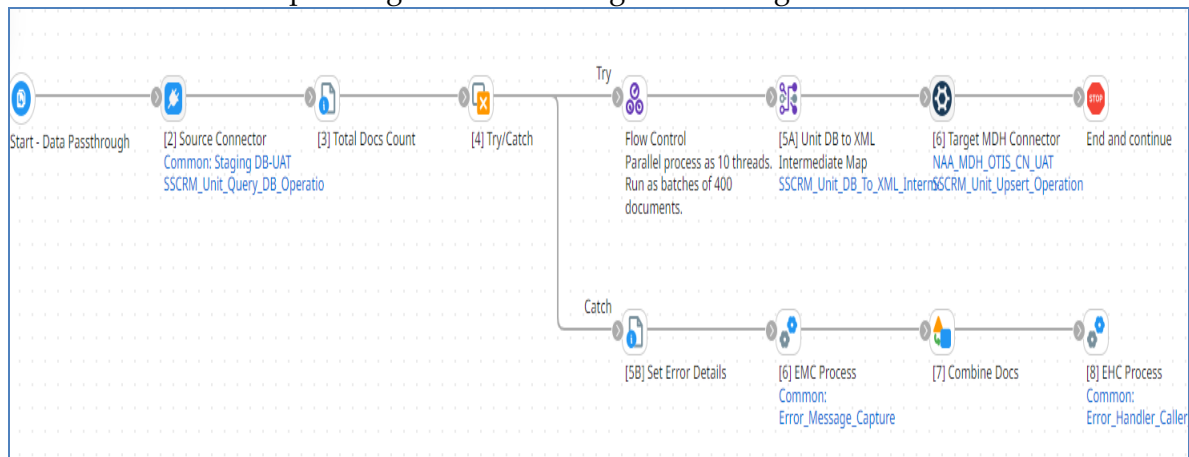 Try
Start - Data Passthrough
[2] Source Connector
Common: Staging DB-UAT
SSCRM_Unit_Query_DB_Operatio
[3] Total Docs Count
[4] Try/Catch
Flow Control
Parallel process as 10 threads.
Run as batches of 400
documents.
[5A] Unit DB to XML
Intermediate Map
SSCRM_Unit_DB_To_XML_Interm
[6] Target MDH Connector
NAA_MDH_OTIS_CN_UAT
SSCRM_Unit_Upsert_Operation
STOP
End and continue
Catch
[5B] Set Error Details
[6] EMC Process
Common:
Error_Message_Capture
[7] Combine Docs
[8] EHC Process
Common:
Error_Handler_Caller